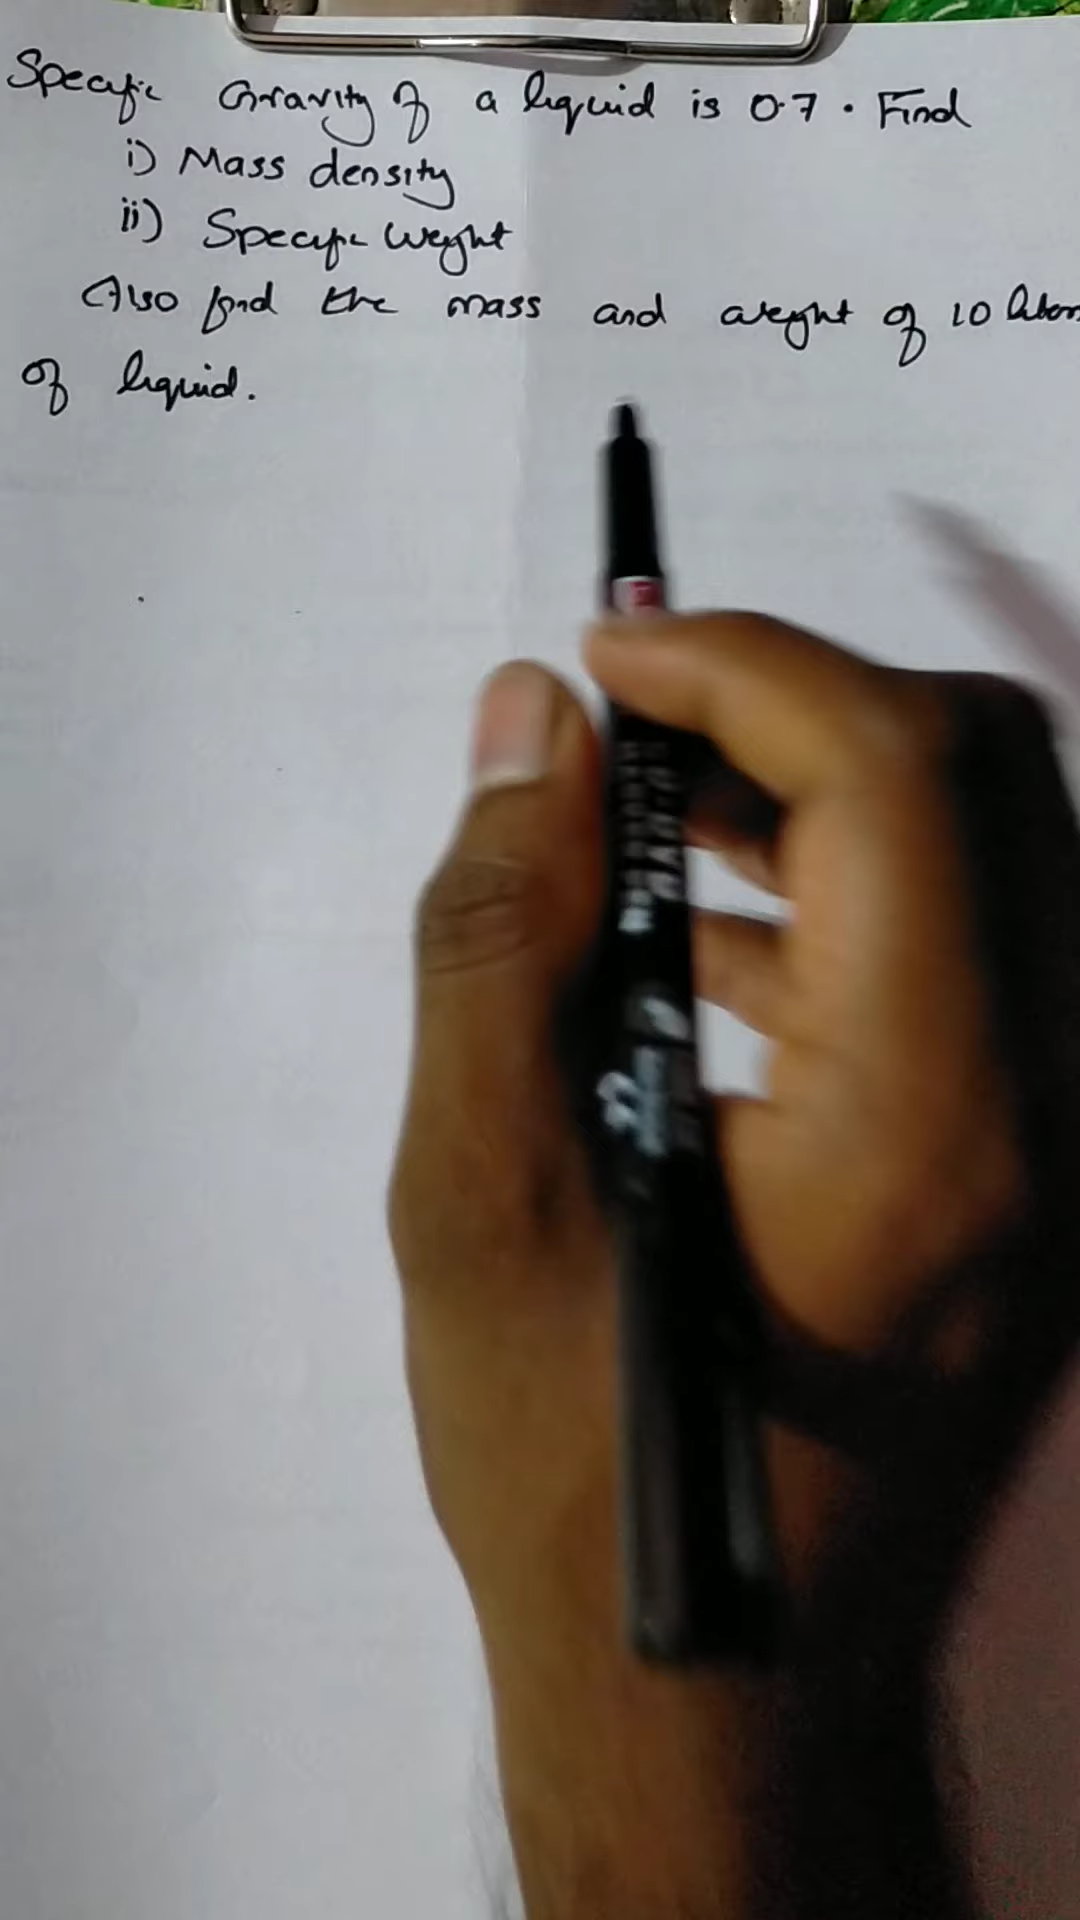 Specific Gravity of a liquid is 0.7. Find
i) Mass density
ii) Specific Weight
Also find the mass and weight of 10
of liquid.